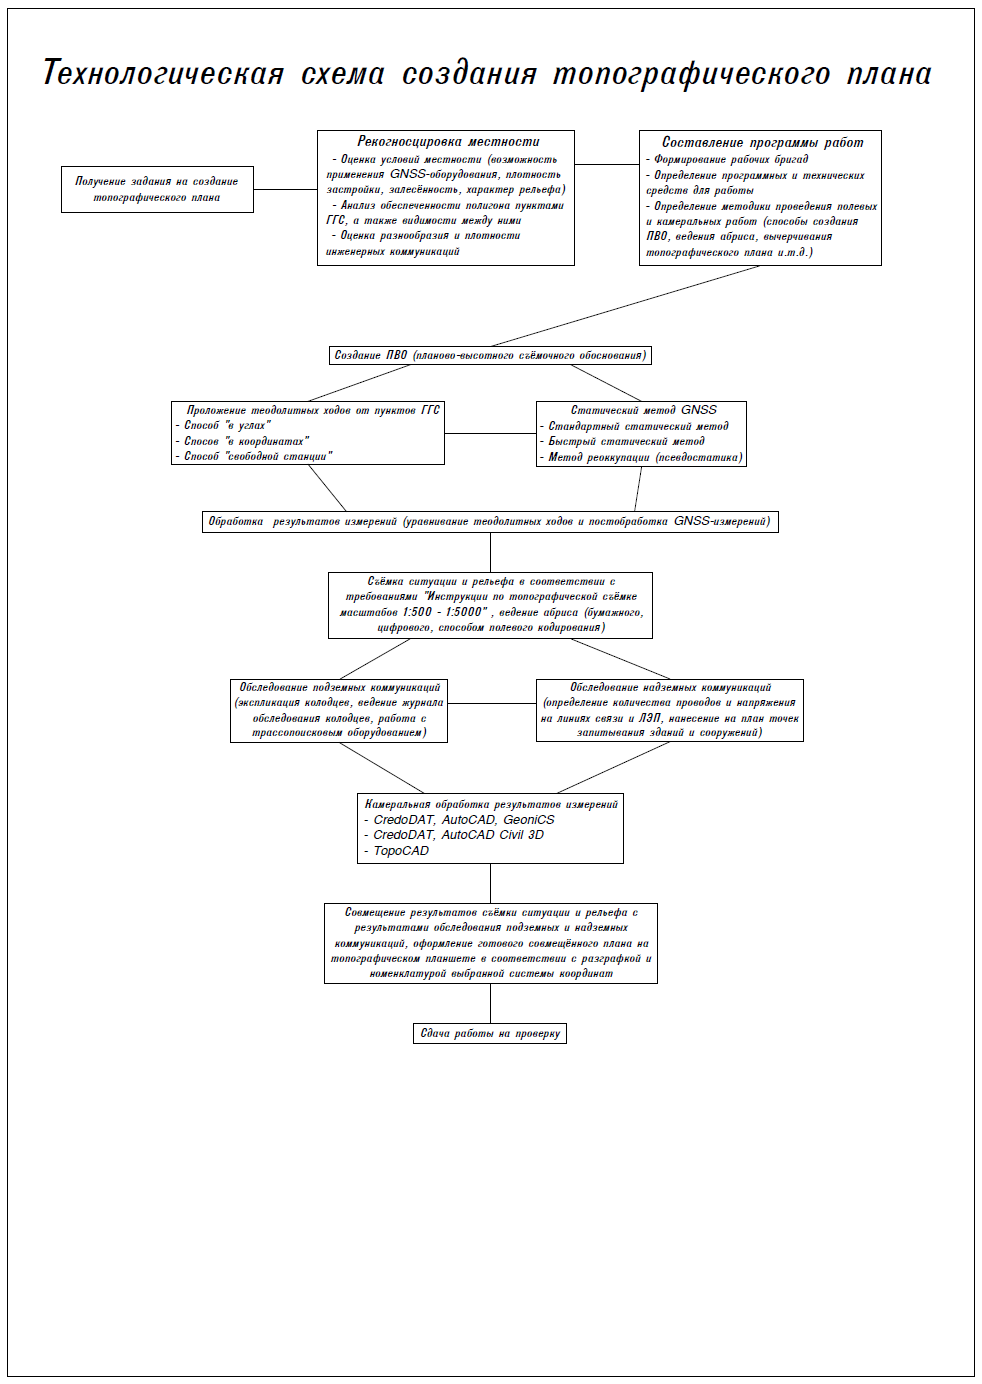 Технологическая схема создания топографического плана
Получение задания на создание
топографического плана
Рекогносцировка местности
- Оценка условий местности (возможность
применения GNSS-оборудования, плотность
застройки, залесённость, характер рельефа)
- Анализ обеспеченности полигона пунктами
ГГС, а также видимости между ними
- Оценка разнообразия и плотности
инженерных коммуникаций
Составление программы работ
- Формирование рабочих бригад
- Определение программных и технических
средств для работы
- Определение методики проведения полевых
и камеральных работ (способы создания
ПВО, ведения абриса, вычерчивания
топографического плана и.т.д.)
Создание ПВО (планово-высотного съёмочного обоснования)
Проложение теодолитных ходов от пунктов ГГС
- Способ "в углах"
- Спосов "в координатах"
- Способ "свободной станции"
Статический метод GNSS
- Стандартный статический метод
- Быстрый статический метод
- Метод реоккупации (псевдостатика)
Обработка результатов измерений (уравнивание теодолитных ходов и постобработка GNSS-измерений)
Съёмка ситуации и рельефа в соответствии с
требованиями "Инструкции по топографической съёмке
масштабов 1:500 - 1:5000" , ведение абриса (бумажного,
цифрового, способом полевого кодирования)
Обследование подземных коммуникаций
(экспликация колодцев, ведение журнала
обследования колодцев, работа с
трассопоисковым оборудованием)
Обследование надземных коммуникаций
(определение количества проводов и напряжения
на линиях связи и ЛЭП, нанесение на план точек
запитывания зданий и сооружений)
Камеральная обработка результатов измерений
- CredoDAT, AutoCAD, GeoniCS
- CredoDAT, AutoCAD Civil 3D
- TopoCAD
Совмещение результатов съёмки ситуации и рельефа с
результатами обследования подземных и надземных
коммуникаций, оформление готового совмещённого плана на
топографическом планшете в соответствии с разграфкой и
номенклатурой выбранной системы координат
Сдача работы на проверку